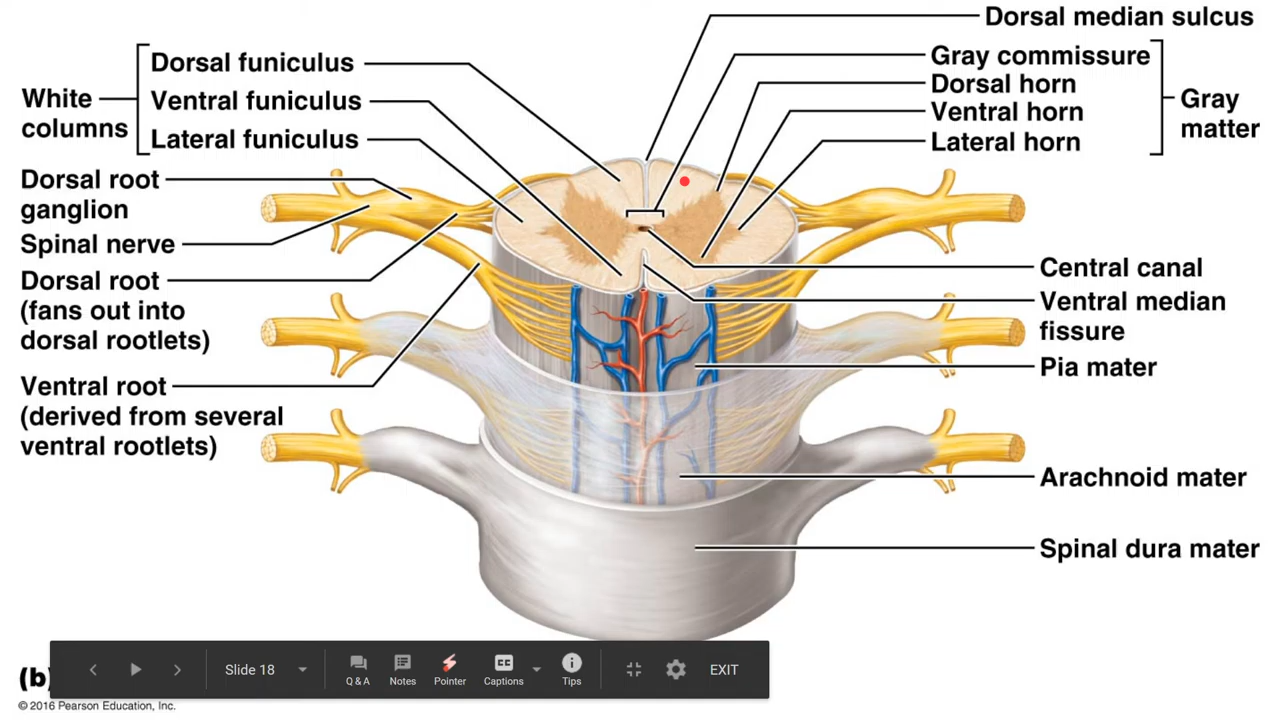 Dorsal median sulcus
Dorsal funiculus
Ventral funiculus
Lateral funiculus
White
columns
Gray commissure
Dorsal horn
Ventral horn
Lateral horn
Gray
matter
Dorsal root
ganglion
Spinal nerve
Dorsal root
(fans out into
dorsal rootlets)
Ventral root
(derived from several
ventral rootlets)
Central canal
Ventral median
fissure
Pia mater
Arachnoid mater
Spinal dura mater
(b)
Slide 18
Q & A
Notes
Pointer
CC
Captions
Tips
EXIT
© 2016 Pearson Education, Inc.